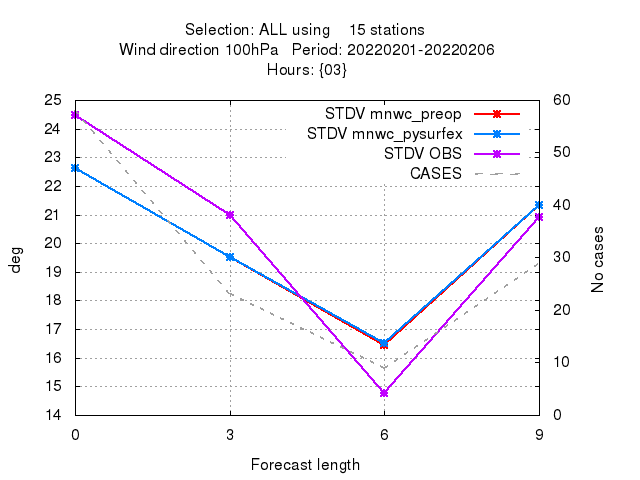 Selection: ALL using 15 stations
Wind direction 100hPa Period: 20220201-20220206
Hours: {03}
STDV mnwc_preop
STDV mnwc_pysurfex
STDV OBS
CASES
25
24
23
22
21
20
19
18
17
16
15
14
60
50
40
30
20
10
0
deg
No cases
0 3 6 9
Forecast length